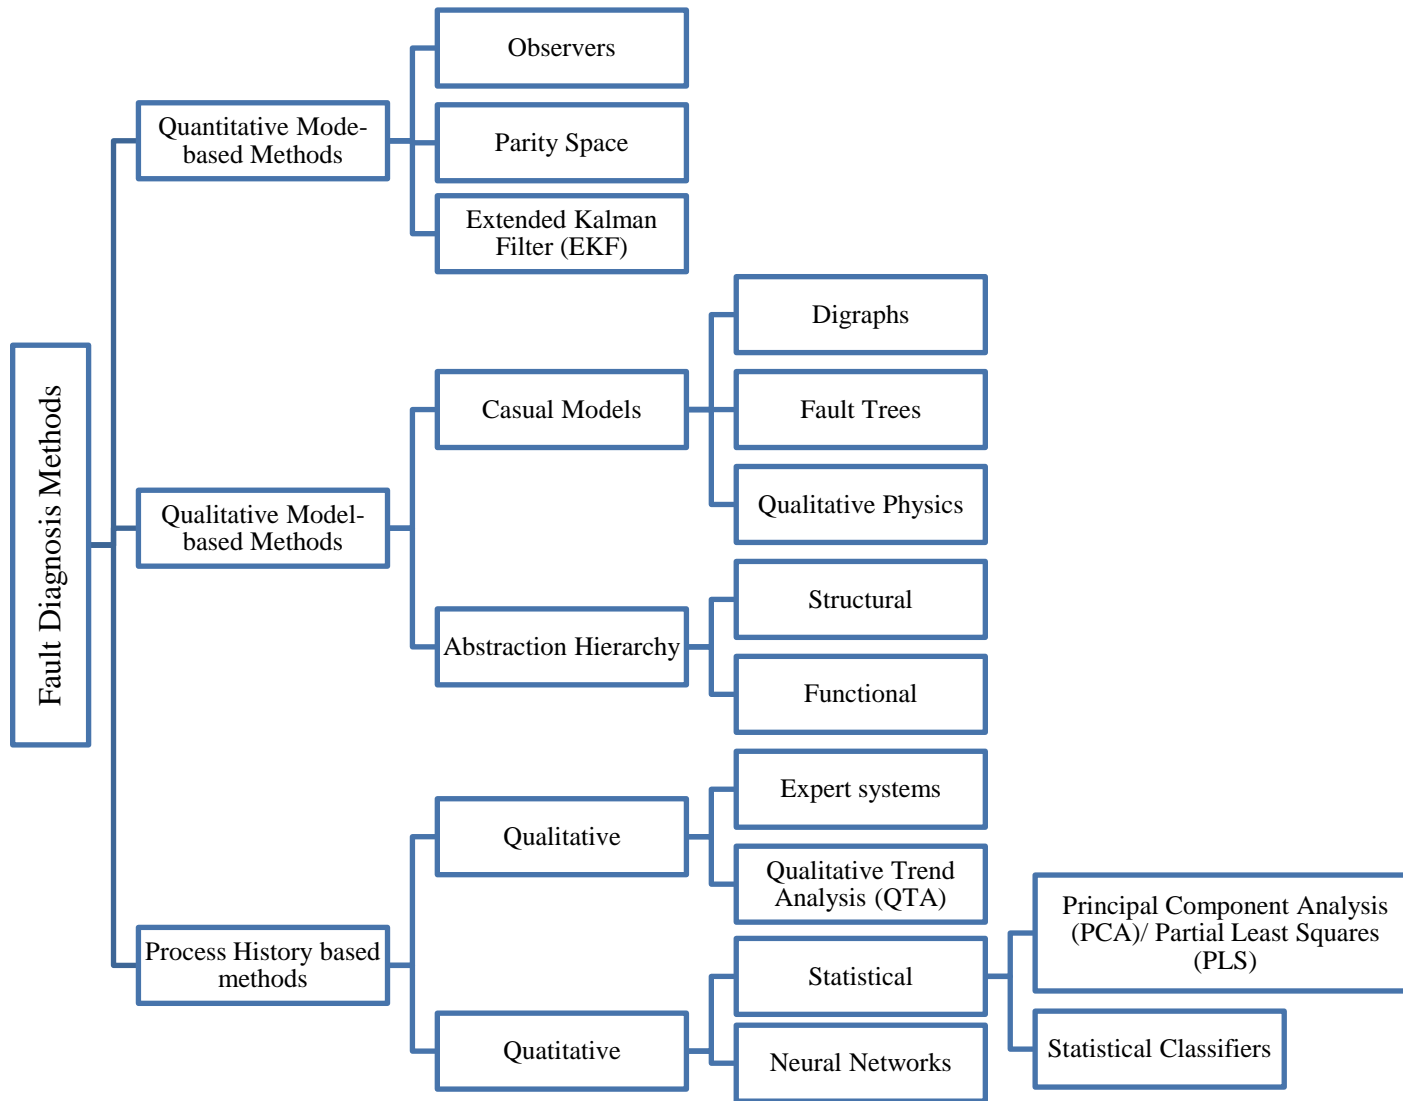 Fault Diagnosis Methods
Quantitative Mode-
based Methods
Observers
Parity Space
Extended Kalman
Filter (EKF)
Qualitative Model-
based Methods
Casual Models
Digraphs
Fault Trees
Qualitative Physics
Abstraction Hierarchy
Structural
Functional
Process History based
methods
Qualitative
Expert systems
Qualitative Trend
Analysis (QTA)
Quatitative
Statistical
Principal Component Analysis
(PCA)/ Partial Least Squares
(PLS)
Statistical Classifiers
Neural Networks